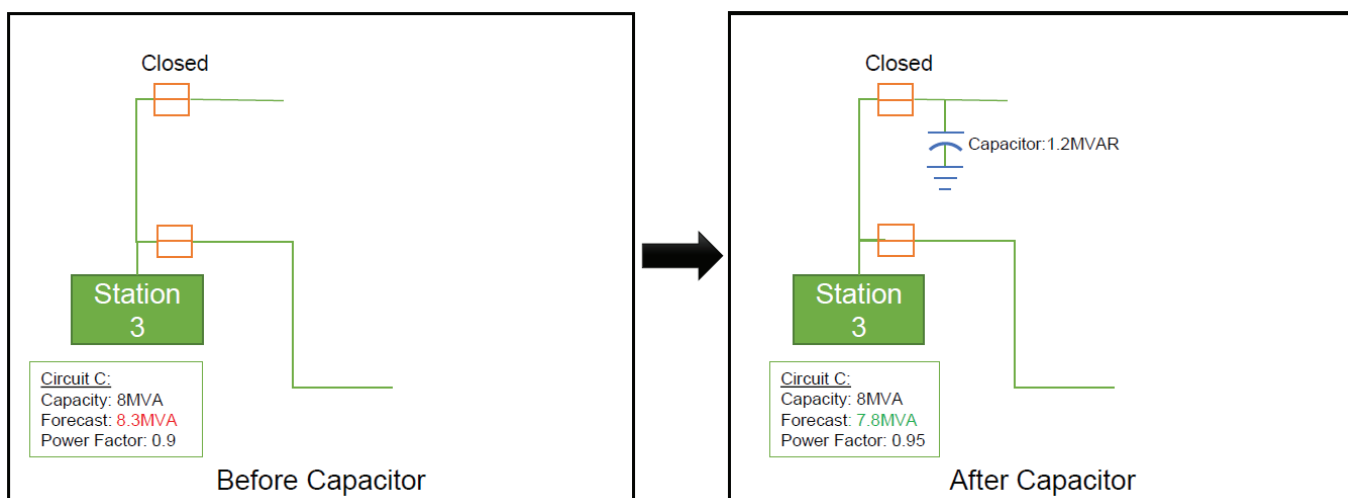 Closed
Station
3
Circuit C:
Capacity: 8MVA
Forecast: 8.3MVA
Power Factor: 0.9
Before Capacitor
Closed
Capacitor:1.2MVAR
Station
3
Circuit C:
Capacity: 8MVA
Forecast: 7.8MVA
Power Factor: 0.95
After Capacitor